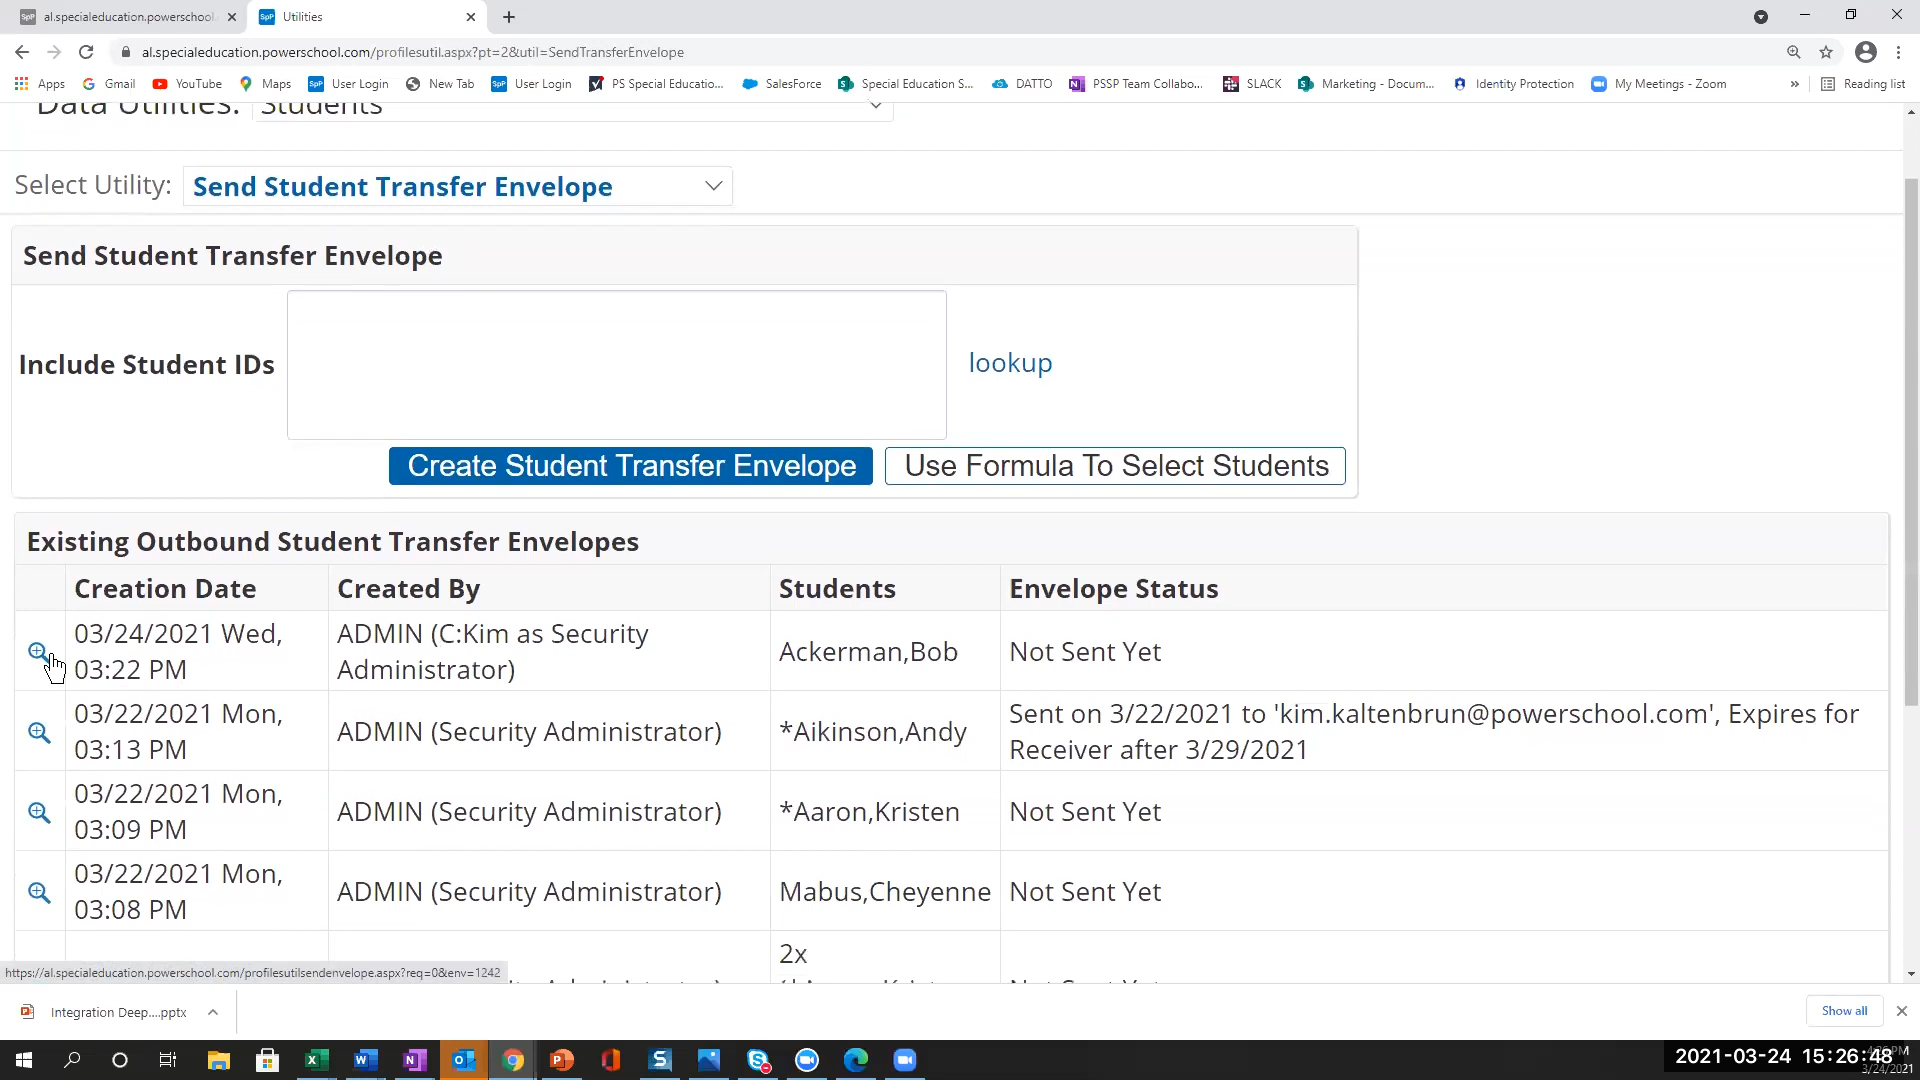 al.specialeducation.powerschool.
Utilities
al.specialeducation.powerschool.com/profilesutil.aspx?pt=2&util=SendTransferEnvelope
Apps Gmail YouTube Maps User Login New Tab User Login PS Special Educatio... SalesForce Special Education S... DATTO PSSP Team Collabo... SLACK Marketing - Docum... Identity Protection My Meetings - Zoom » Reading list
Data Utilities: Students
Select Utility: Send Student Transfer Envelope
Send Student Transfer Envelope
Include Student IDs
lookup
Create Student Transfer Envelope Use Formula To Select Students
Existing Outbound Student Transfer Envelopes
Creation Date Created By Students Envelope Status
03/24/2021 Wed, 03:22 PM
ADMIN (C:Kim as Security Administrator)
Ackerman,Bob
Not Sent Yet
03/22/2021 Mon, 03:13 PM
ADMIN (Security Administrator)
*Aikinson,Andy
Sent on 3/22/2021 to 'kim.kaltenbrun@powerschool.com', Expires for Receiver after 3/29/2021
03/22/2021 Mon, 03:09 PM
ADMIN (Security Administrator)
*Aaron,Kristen
Not Sent Yet
03/22/2021 Mon, 03:08 PM
ADMIN (Security Administrator)
Mabus,Cheyenne
Not Sent Yet
2x
https://al.specialeducation.powerschool.com/profilesutilsendenvelope.aspx?req=0&env=1242
Integration Deep....pptx
Show all
2021-03-24 15:26:48
3/24/2021